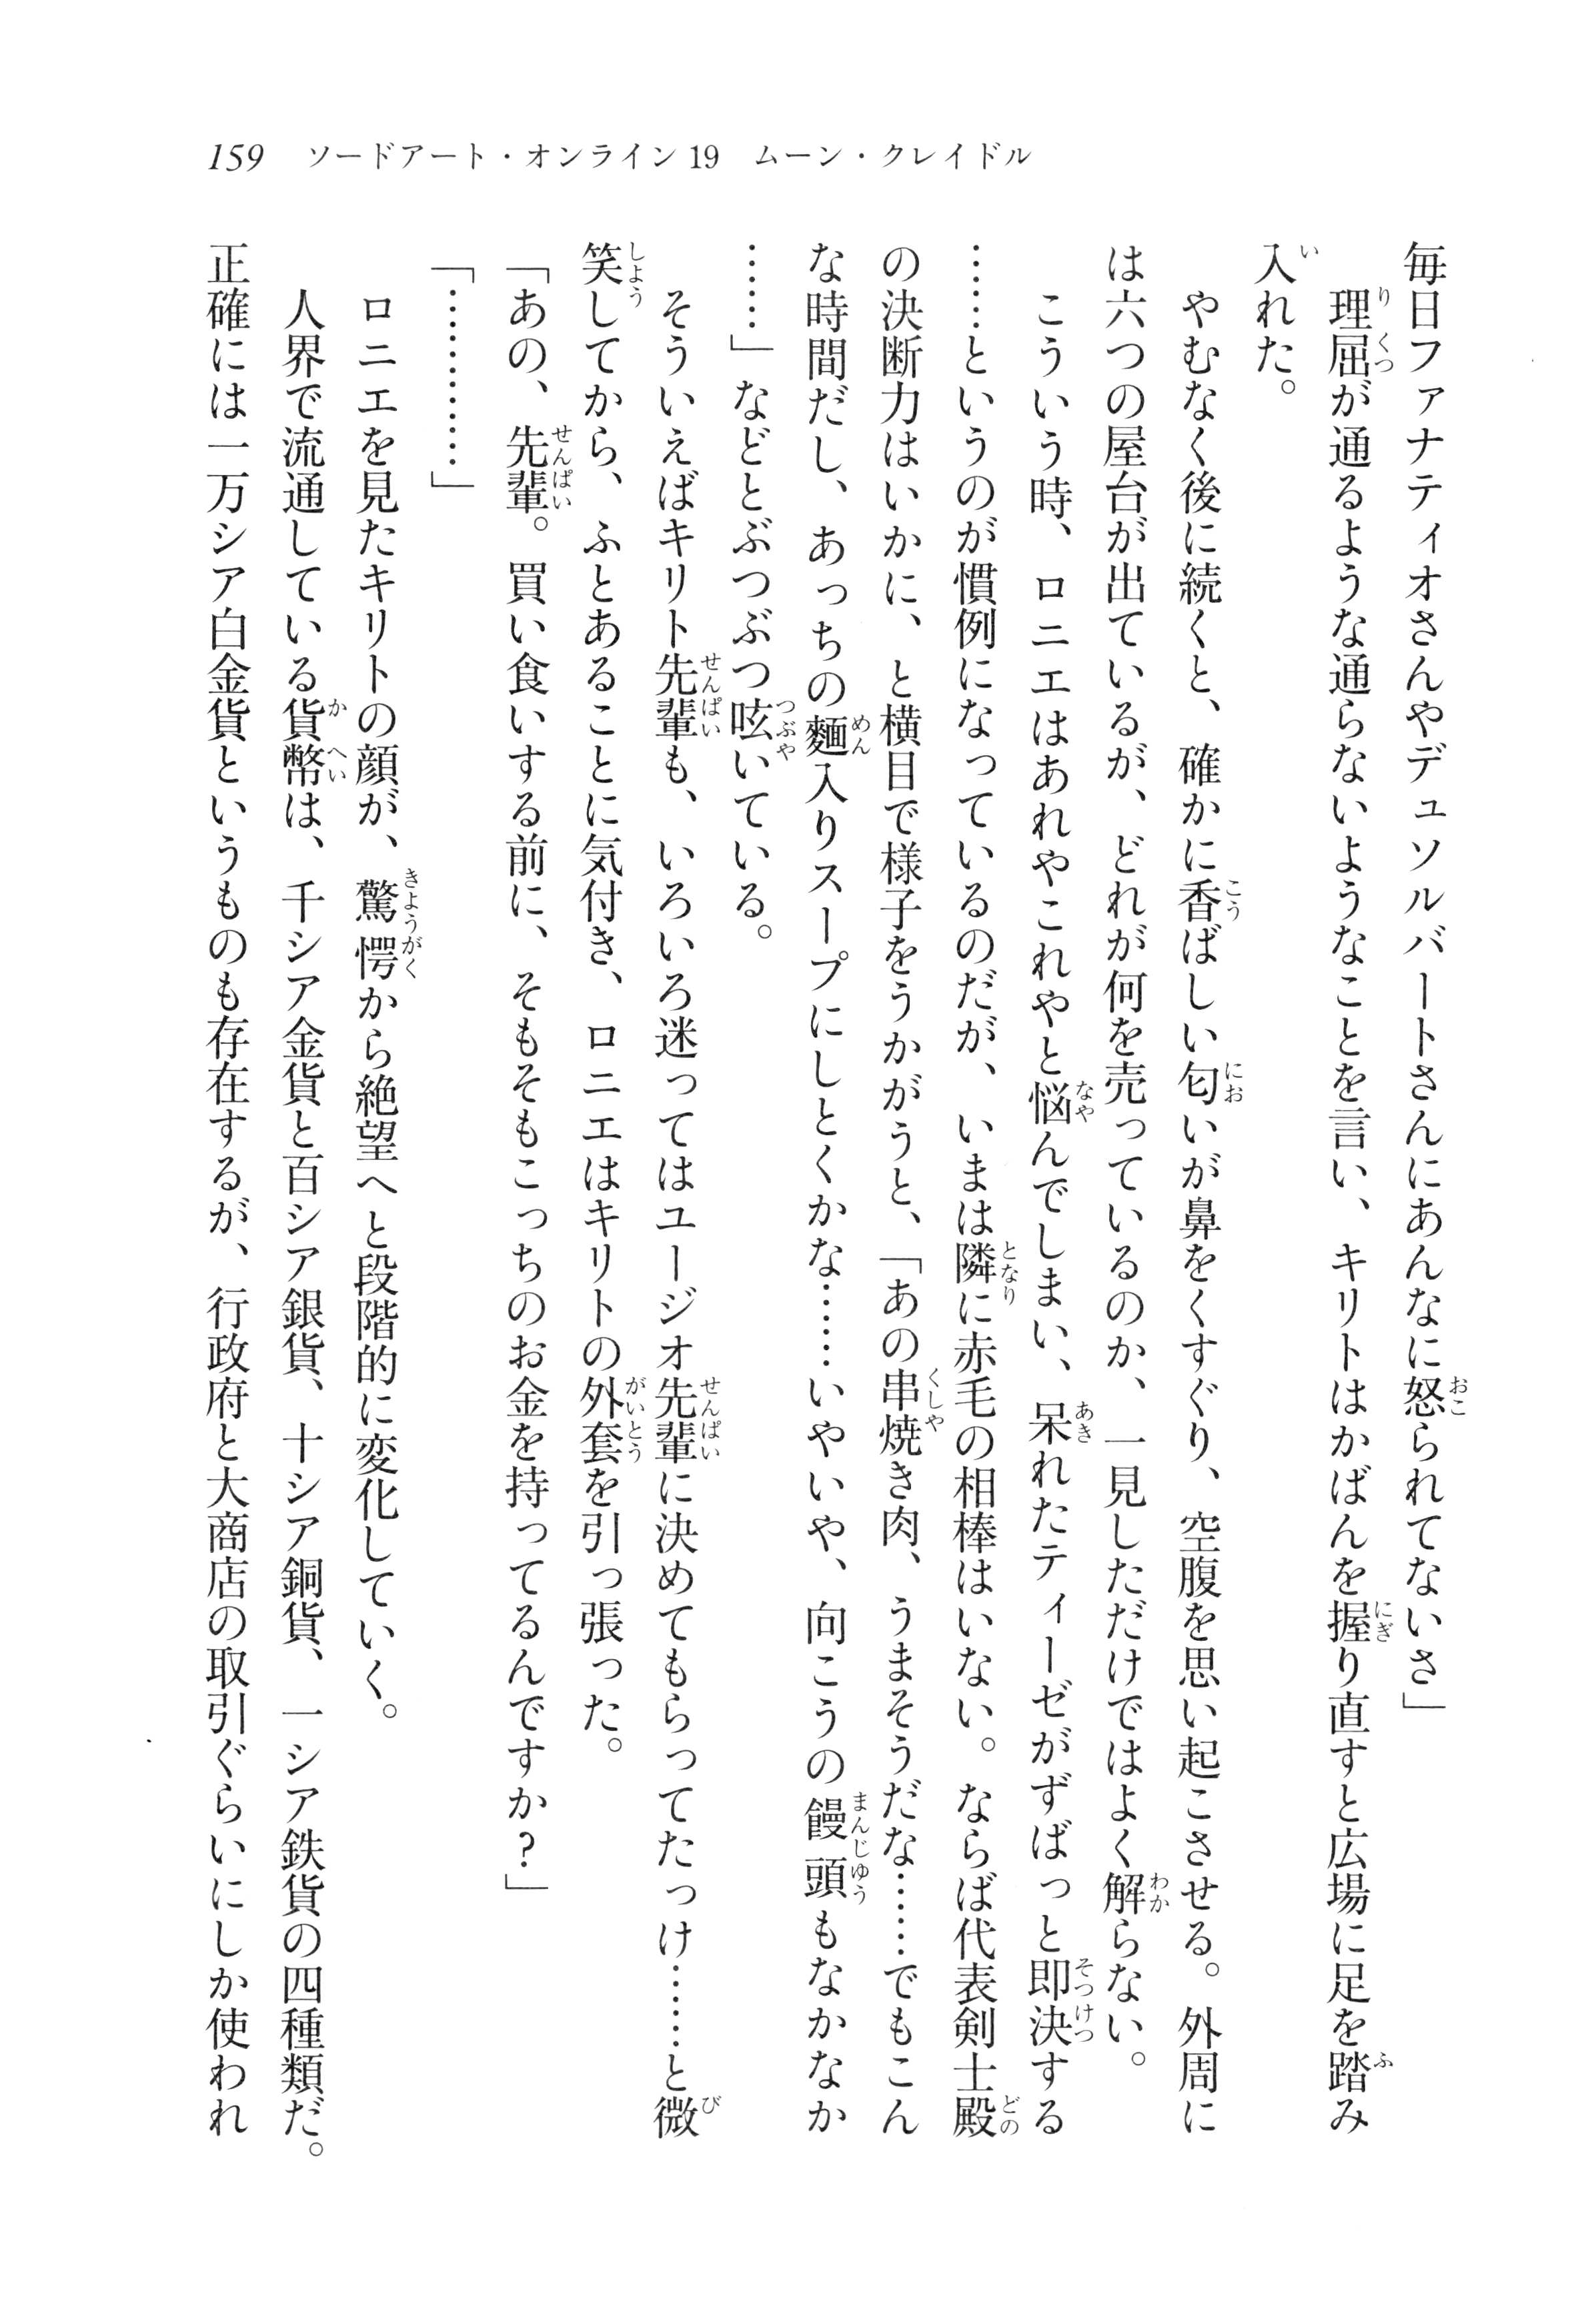 159　ソードアート・オンライン19　ムーン・クレイドル
毎日ファナティオさんやデュソルバートさんにあんなに怒られてないさ」
　理屈が通るような通らないようなことを言い、キリトはかばんを握り直すと広場に足を踏み
入れた。
　やむなく後に続くと、確かに香ばしい匂いが鼻をくすぐり、空腹を思い起こさせる。外周に
は六つの屋台が出ているが、どれが何を売っているのか、一見しただけではよく解らない。
　こういう時、ロニエはあれやこれやと悩んでしまい、呆れたティーゼがずばっと即決する
……というのが慣例になっているのだが、いまは隣に赤毛の相棒はいない。ならば代表剣士殿
の決断力はいかに、と横目で様子をうかがうと、「あの串焼き肉、うまそうだな……でもこん
な時間だし、あっちの麵入りスープにしとくかな……いやいや、向こうの饅頭もなかなか
……」などとぶつぶつ呟いている。
　そういえばキリト先輩も、いろいろ迷ってはユージオ先輩に決めてもらってたっけ……と微
笑してから、ふとあることに気付き、ロニエはキリトの外套を引っ張った。
「あの、先輩。買い食いする前に、そもそもこっちのお金を持ってるんですか？」
「…………」
　ロニエを見たキリトの顔が、驚愕から絶望へと段階的に変化していく。
　人界で流通している貨幣は、千シア金貨と百シア銀貨、十シア銅貨、一シア鉄貨の四種類だ。
正確には一万シア白金貨というものも存在するが、行政府と大商店の取引ぐらいにしか使われ